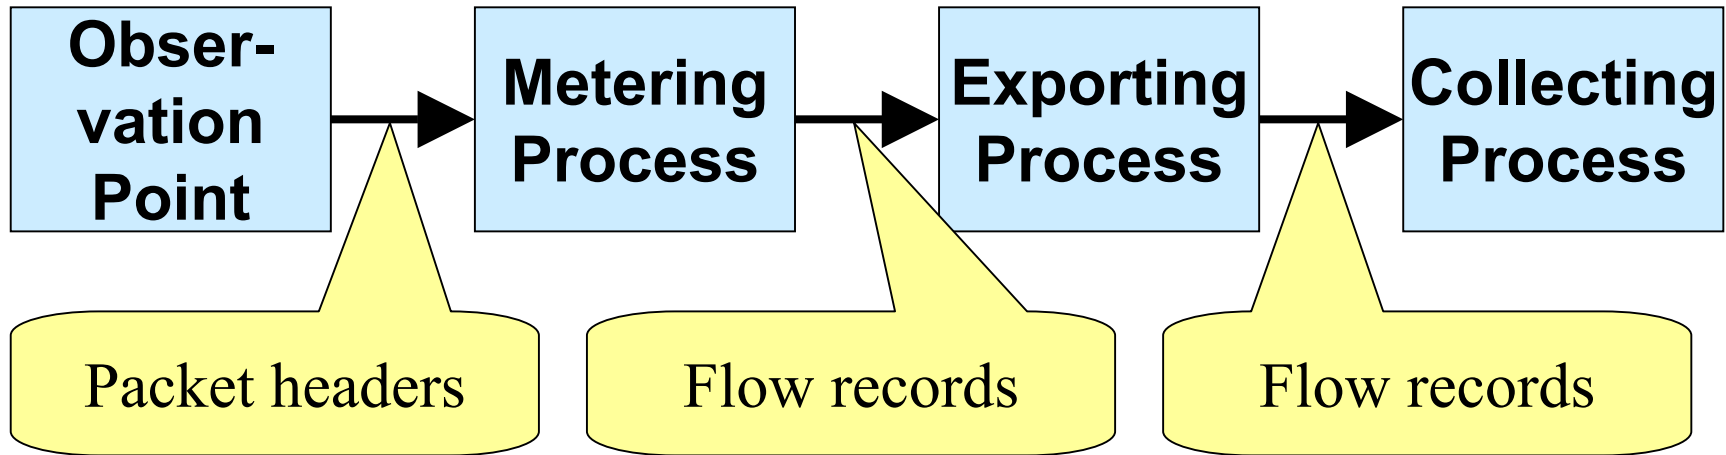 Obser-
vation
Point
Metering
Process
Exporting
Process
Collecting
Process
Packet headers
Flow records
Flow records